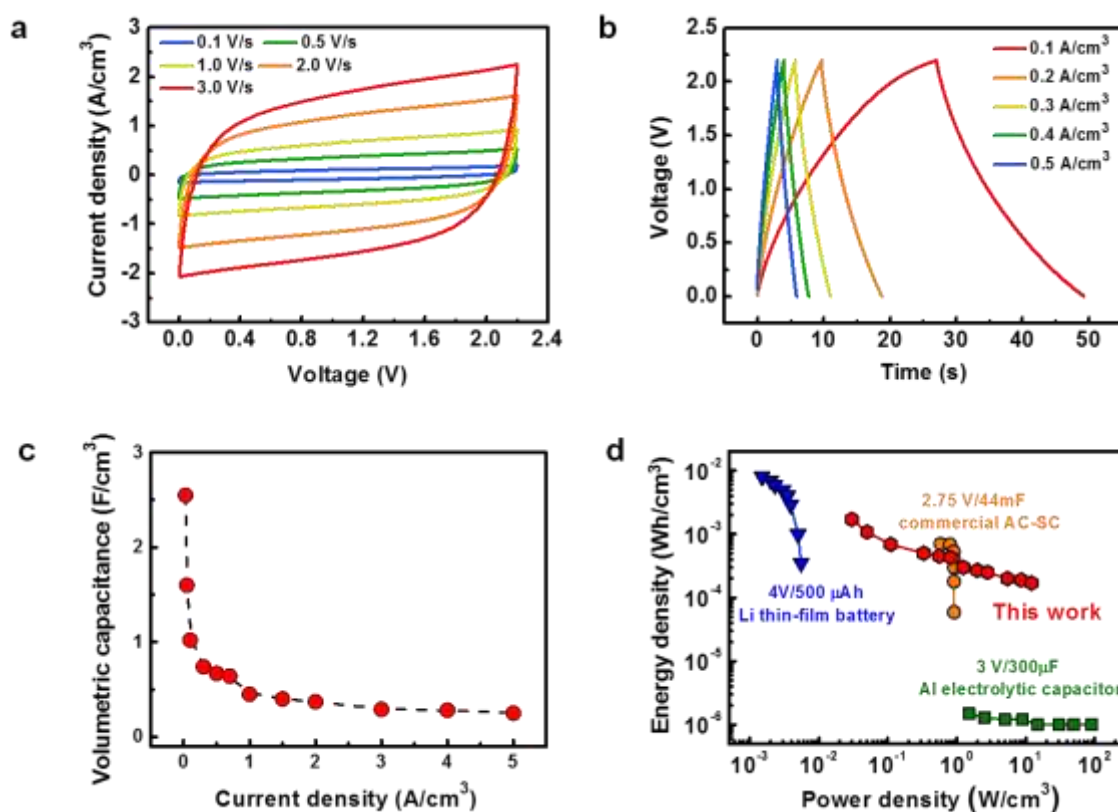 a
Current density (A/cm³)
3
2
1
0
-1
-2
-3
0.1 V/s 0.5 V/s
1.0 V/s 2.0 V/s
3.0 V/s
0.0 0.4 0.8 1.2 1.6 2.0 2.4
Voltage (V)
b
Voltage (V)
2.5
2.0
1.5
1.0
0.5
0.0
0.1 A/cm³
0.2 A/cm³
0.3 A/cm³
0.4 A/cm³
0.5 A/cm³
0 10 20 30 40 50
Time (s)
c
Volumetric capacitance (F/cm³)
3
2
1
0
0 1 2 3 4 5
Current density (A/cm³)
d
Energy density (Wh/cm³)
10⁻²
10⁻³
10⁻⁴
10⁻⁵
10⁻⁶
2.75 V/44mF
commercial AC-SC
4V/500 μAh
Li thin-film battery
This work
3 V/300μF
Al electrolytic capacitor
10⁻³ 10⁻² 10⁻¹ 10⁰ 10¹ 10²
Power density (W/cm³)